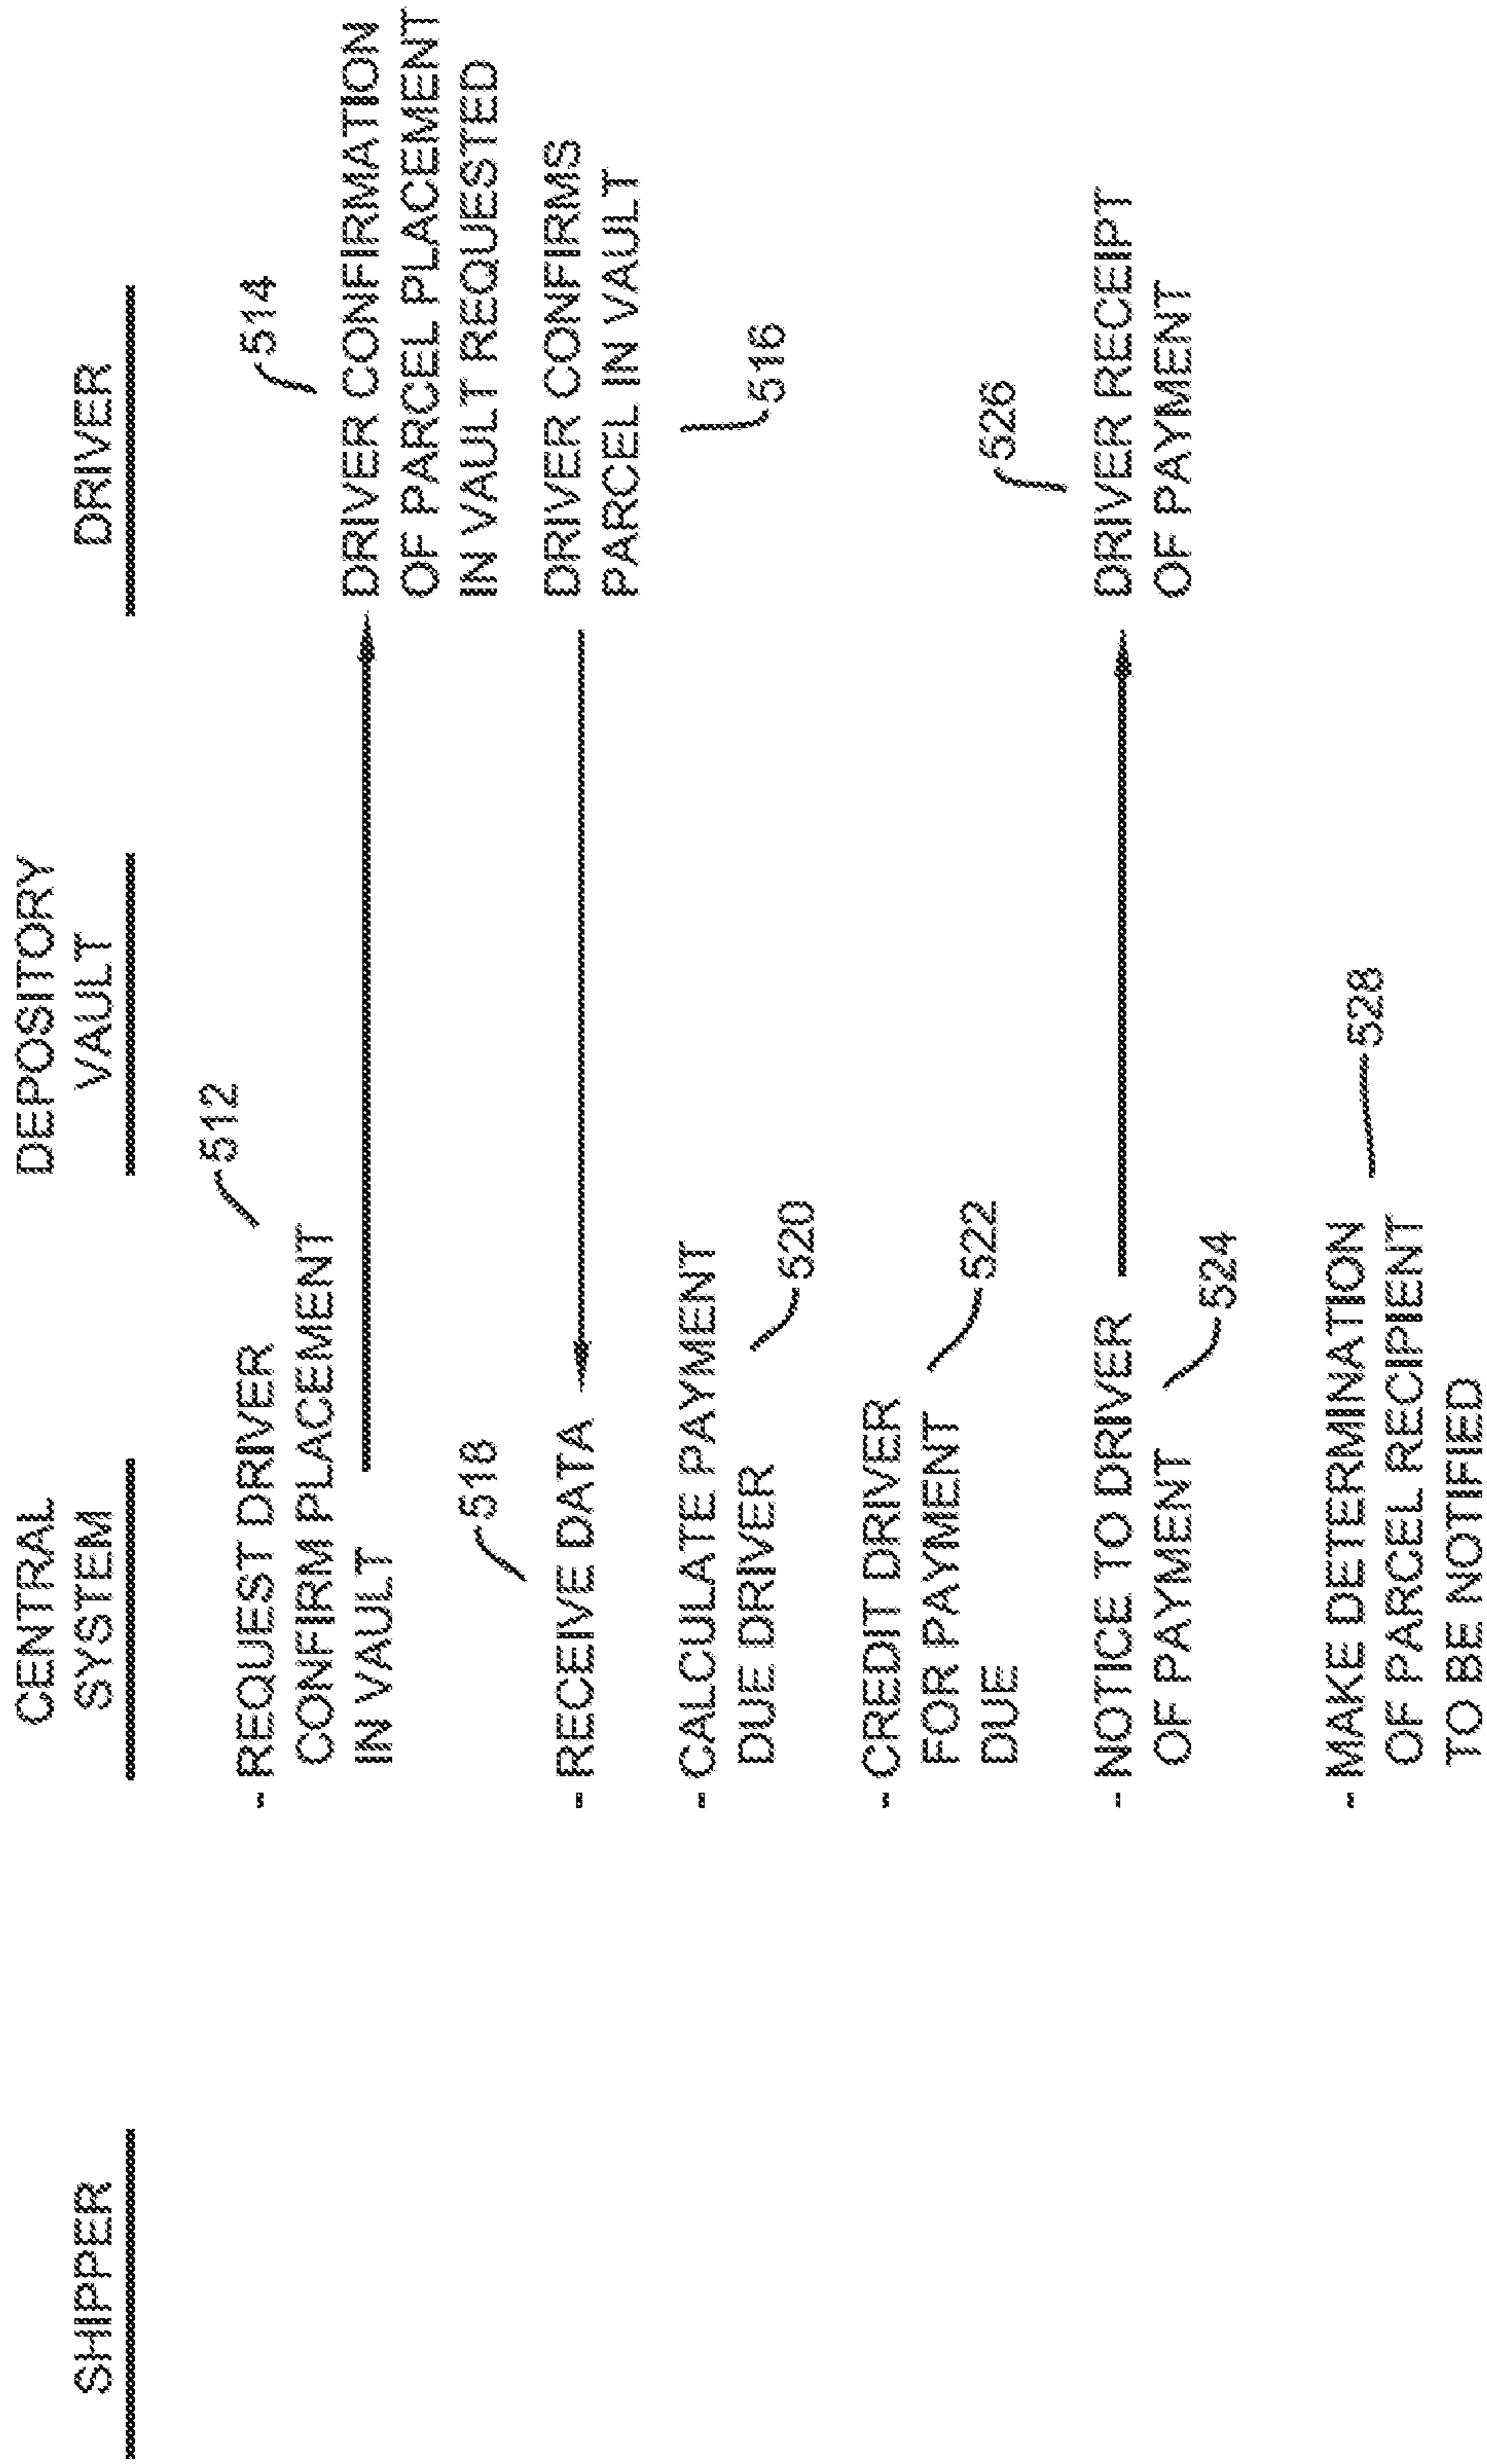 SHIPPER
CENTRAL
SYSTEM
DEPOSITORY
VAULT
DRIVER
- REQUEST DRIVER
CONFIRM PLACEMENT
IN VAULT
512
514
DRIVER CONFIRMATION
OF PARCEL PLACEMENT
IN VAULT REQUESTED
DRIVER CONFIRMS
PARCEL IN VAULT
516
518
- RECEIVE DATA
- CALCULATE PAYMENT
DUE DRIVER
520
- CREDIT DRIVER
FOR PAYMENT
DUE
522
- NOTICE TO DRIVER
OF PAYMENT
524
526
DRIVER RECEIPT
OF PAYMENT
- MAKE DETERMINATION
OF PARCEL RECIPIENT
TO BE NOTIFIED
528